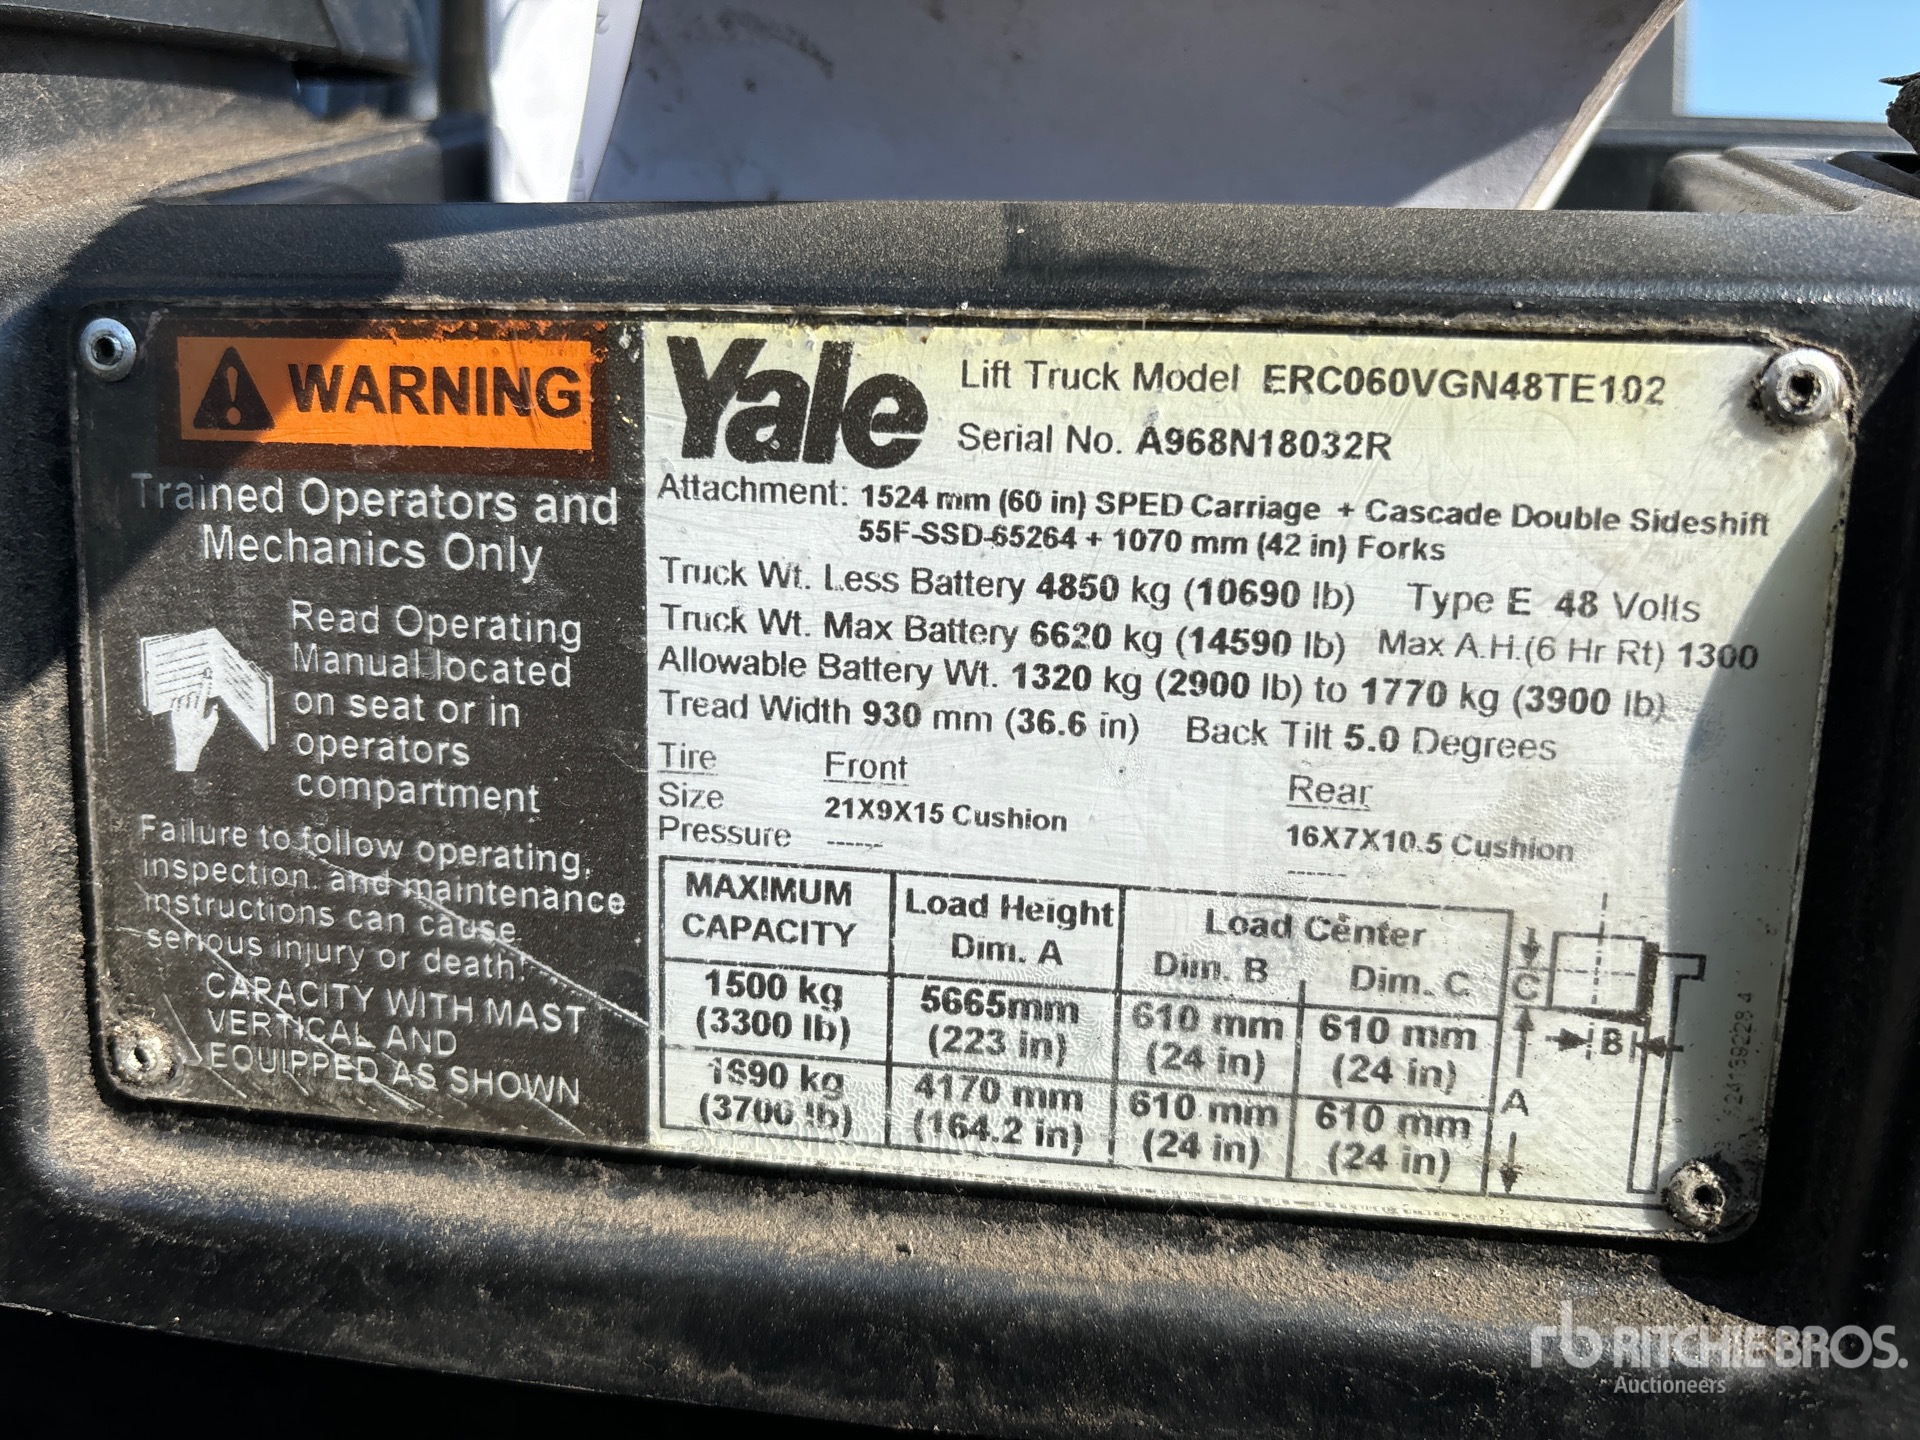 WARNING
Trained Operators and
Mechanics Only
Read Operating
Manual located
on seat or in
operators
compartment
Failure to follow operating,
inspection and maintenance
instructions can cause
serious injury or death!
CAPACITY WITH MAST
VERTICAL AND
EQUIPPED AS SHOWN
Yale
Lift Truck Model ERC060VGN48TE102
Serial No. A968N18032R
Attachment: 1524 mm (60 in) SPED Carriage + Cascade Double Sideshift
55F-SSD-65264 + 1070 mm (42 in) Forks
Truck Wt. Less Battery 4850 kg (10690 lb) Type E 48 Volts
Truck Wt. Max Battery 6620 kg (14590 lb) Max A.H.(6 Hr Rt) 1300
Allowable Battery Wt. 1320 kg (2900 lb) to 1770 kg (3900 lb)
Tread Width 930 mm (36.6 in) Back Tilt 5.0 Degrees
Tire Front Rear
Size 21X9X15 Cushion 16X7X10.5 Cushion
Pressure ------ ------
MAXIMUM CAPACITY Load Height Dim. A Load Center Dim. B Dim. C
1500 kg (3300 lb) 5665mm (223 in) 610 mm (24 in) 610 mm (24 in)
1690 kg (3700 lb) 4170 mm (164.2 in) 610 mm (24 in) 610 mm (24 in)
C
B
A
rb RITCHIE BROS.
Auctioneers